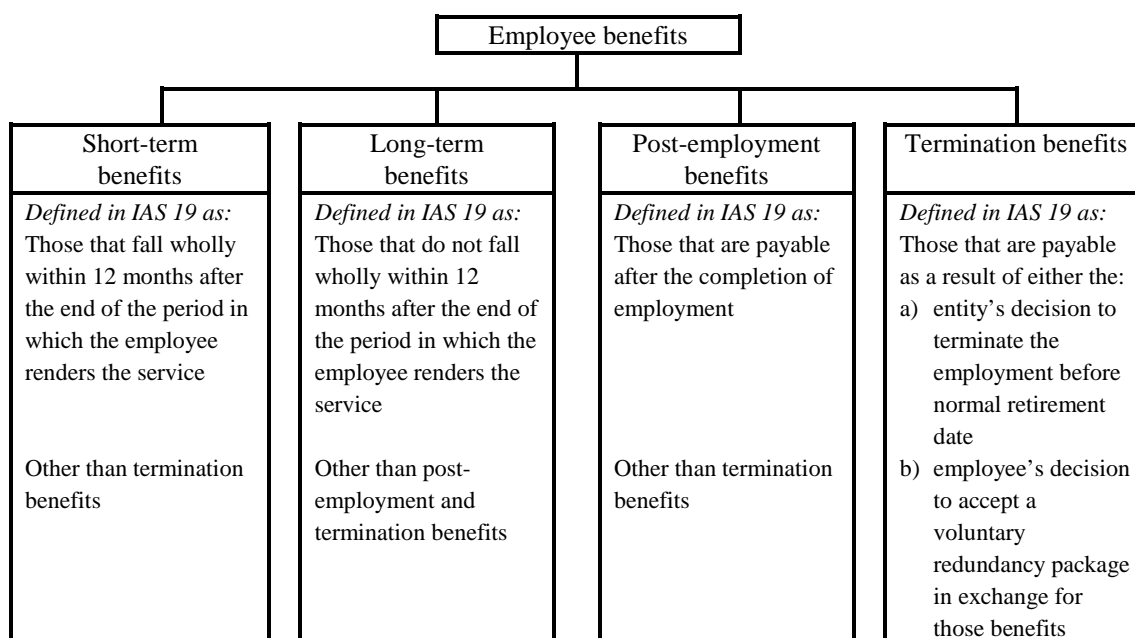 Employee benefits
Short-term
benefits
Defined in IAS 19 as:
Those that fall wholly
within 12 months after
the end of the period in
which the employee
renders the service
Other than termination
benefits
Long-term
benefits
Defined in IAS 19 as:
Those that do not fall
wholly within 12
months after the end of
the period in which the
employee renders the
service
Other than post-
employment and
termination benefits
Post-employment
benefits
Defined in IAS 19 as:
Those that are payable
after the completion of
employment
Other than termination
benefits
Termination benefits
Defined in IAS 19 as:
Those that are payable
as a result of either the:
a) entity’s decision to
terminate the
employment before
normal retirement
date
b) employee’s decision
to accept a
voluntary
redundancy package
in exchange for
those benefits